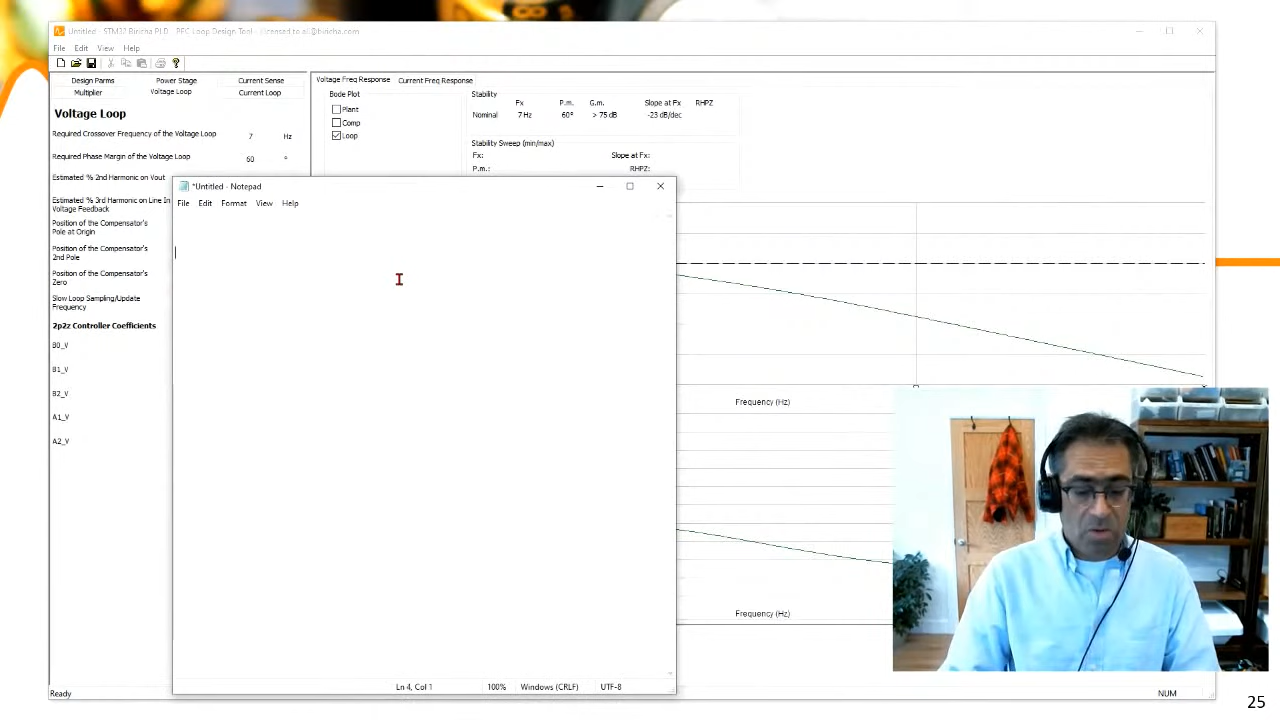 Untitled - STM32 Biricha PLD - PFC Loop Design Tool - Licensed to ali@biricha.com
File Edit View Help
Design Parms Power Stage Current Sense
Multiplier Voltage Loop Current Loop
Voltage Loop
Required Crossover Frequency of the Voltage Loop 7 Hz
Required Phase Margin of the Voltage Loop 60 °
Estimated % 2nd Harmonic on Vout
Estimated % 3rd Harmonic on Line In
Voltage Feedback
Position of the Compensator's
Pole at Origin
Position of the Compensator's
2nd Pole
Position of the Compensator's
Zero
Slow Loop Sampling/Update
Frequency
2p2z Controller Coefficients
B0_V
B1_V
B2_V
A1_V
A2_V
Ready
Voltage Freq Response Current Freq Response
Bode Plot
Plant
Comp
Loop
Stability
Fx P.m. G.m. Slope at Fx RHPZ
Nominal 7 Hz 60° > 75 dB -23 dB/dec
Stability Sweep (min/max)
Fx: Slope at Fx:
P.m.: RHPZ:
*Untitled - Notepad
File Edit Format View Help
Ln 4, Col 1 100% Windows (CRLF) UTF-8
Frequency (Hz)
Frequency (Hz)
NUM
25